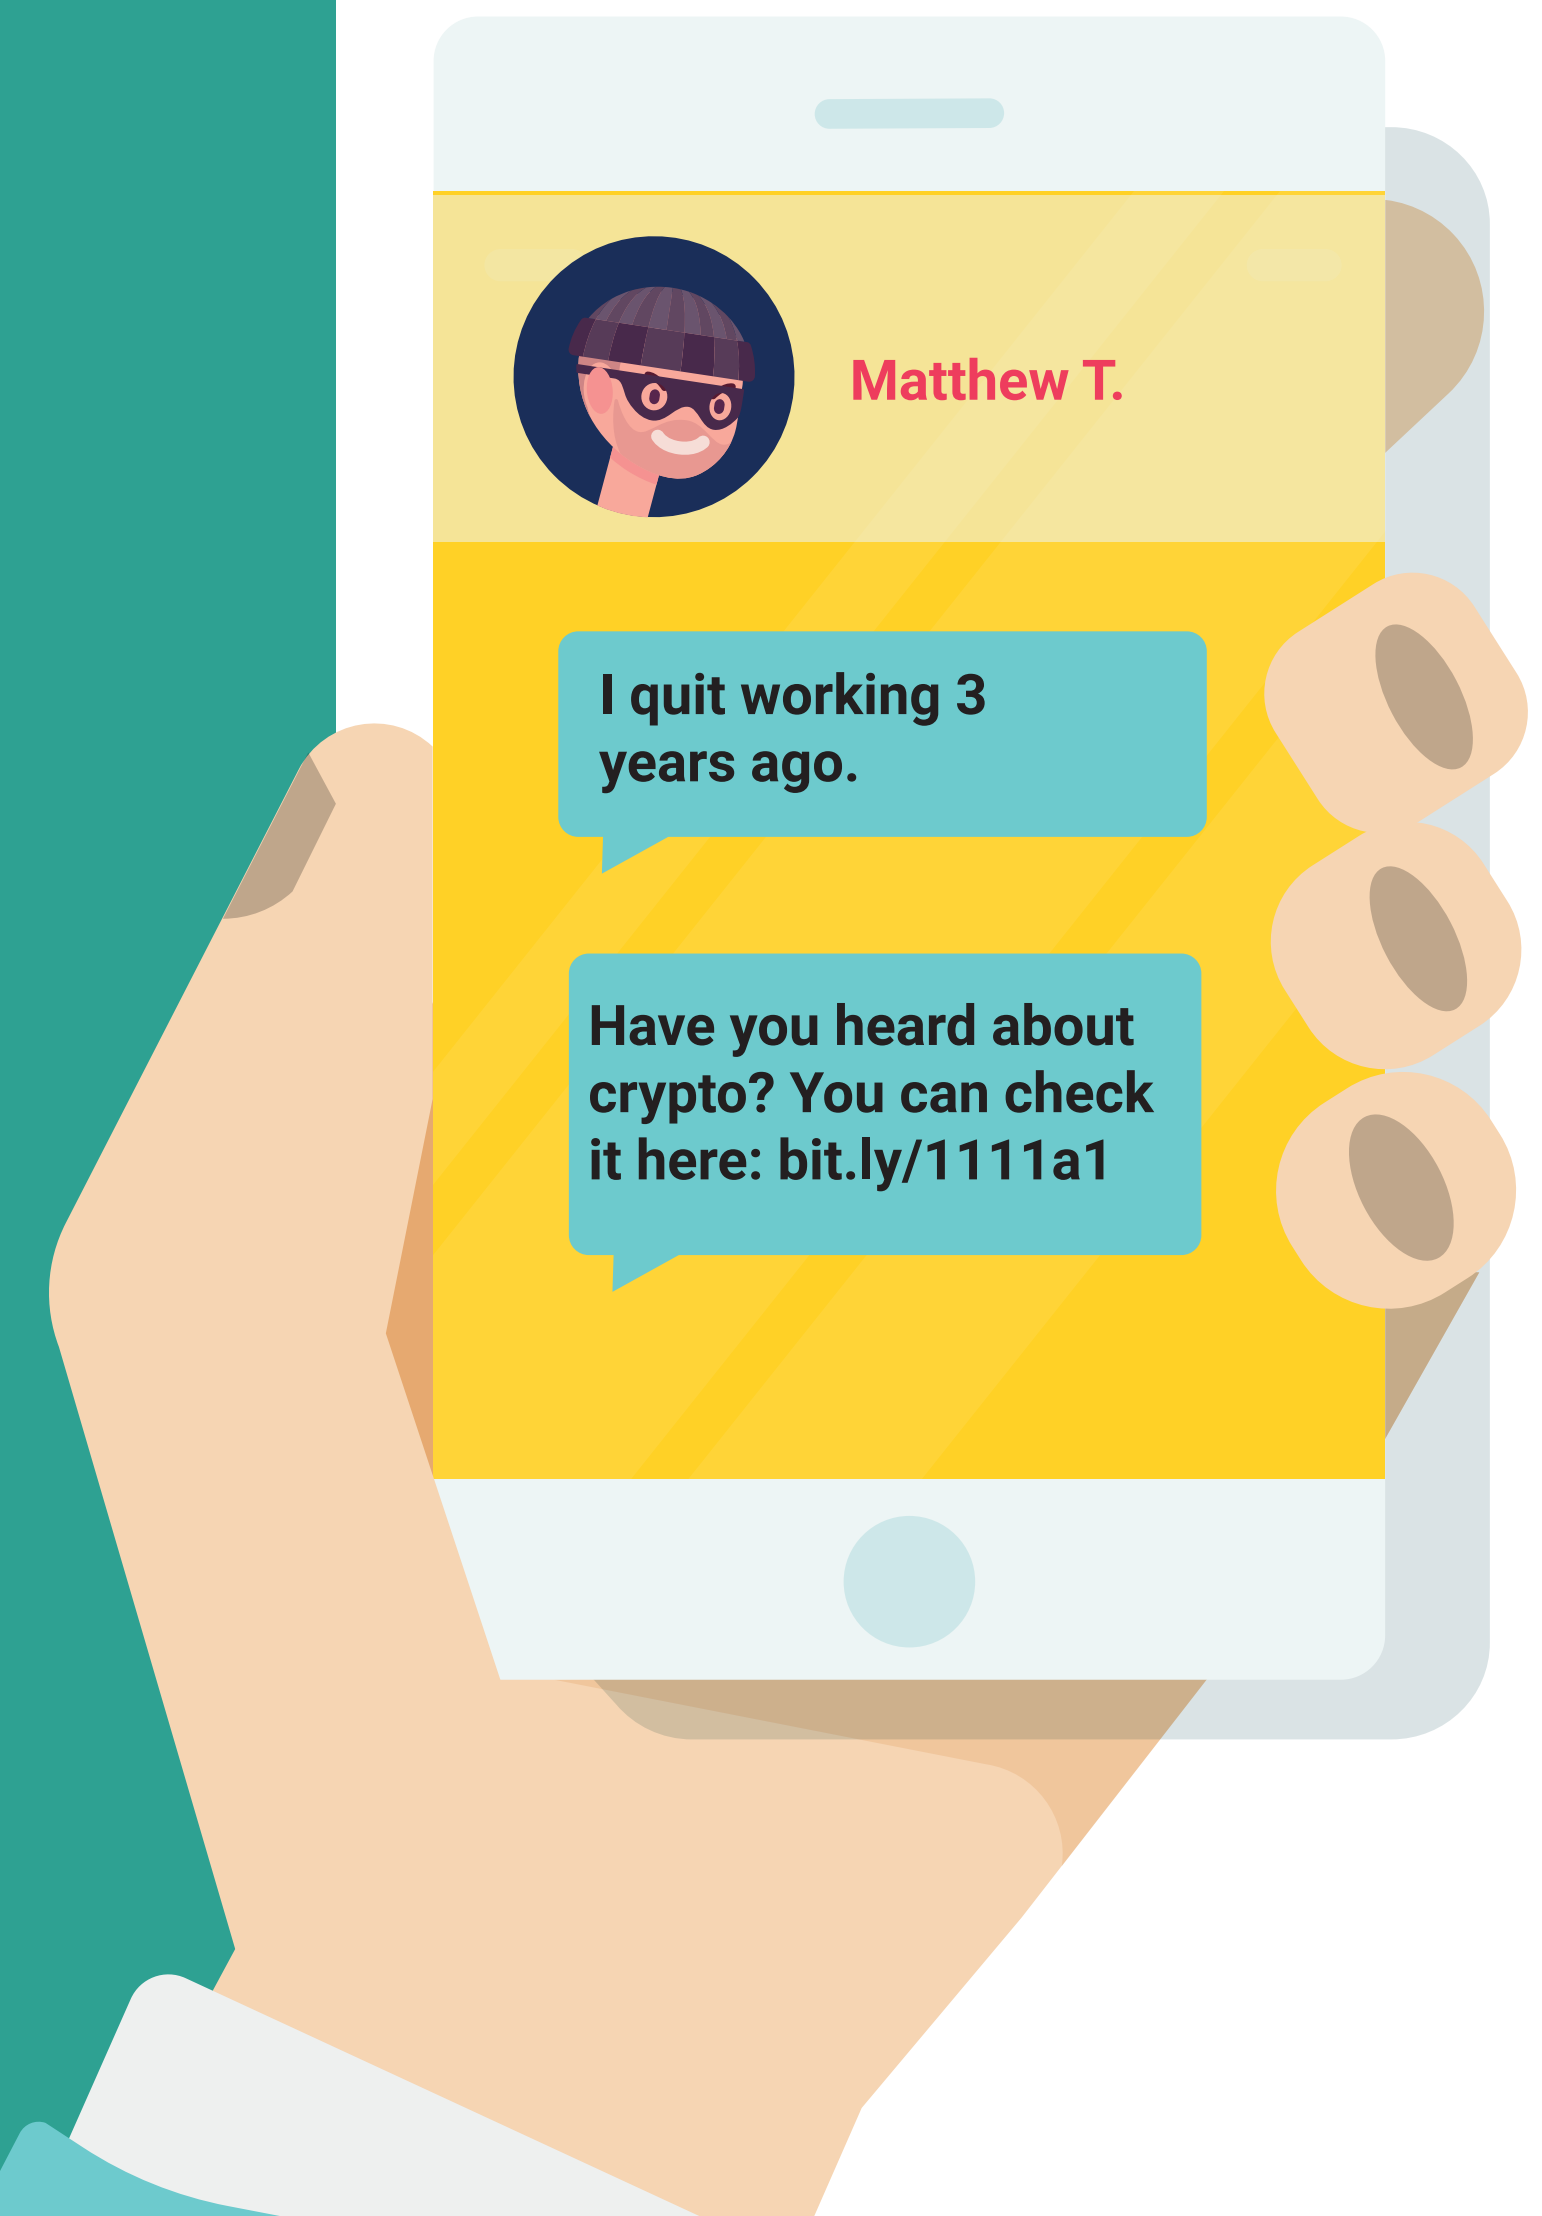 Matthew T.
I quit working 3
years ago.
Have you heard about
crypto? You can check
it here: bit.ly/1111a1